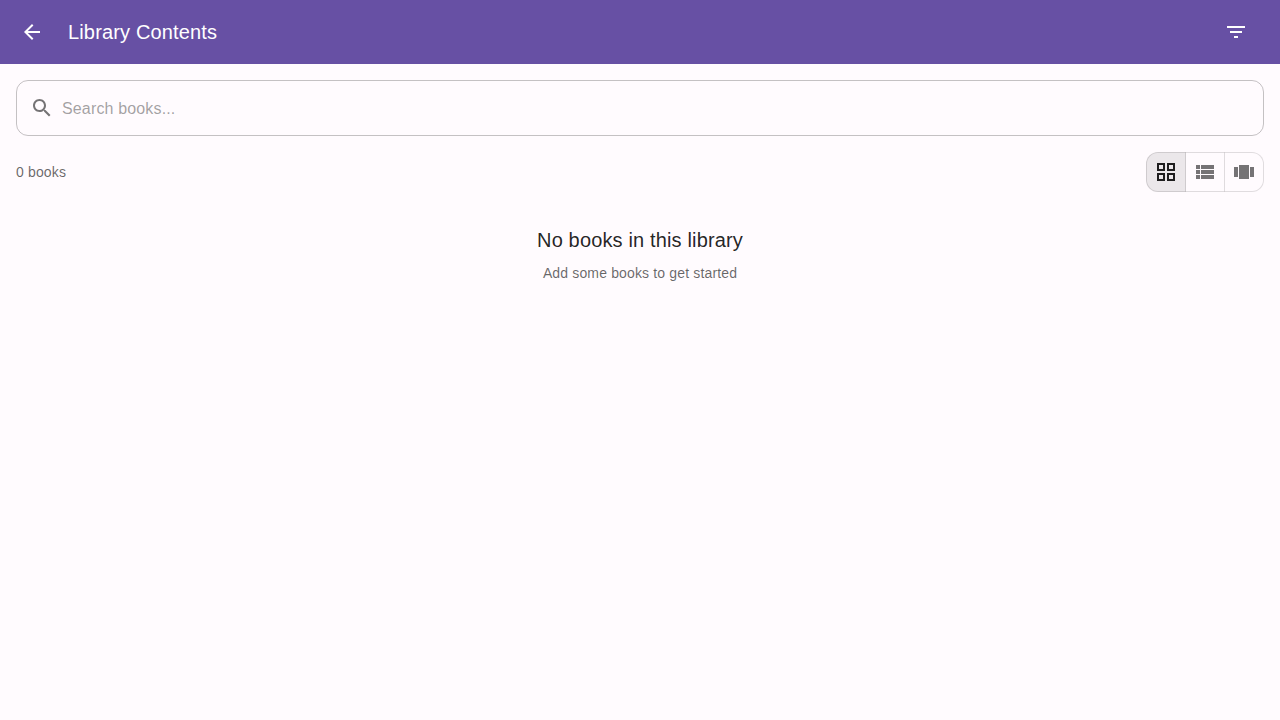 Library Contents
Search books...
0 books
No books in this library
Add some books to get started